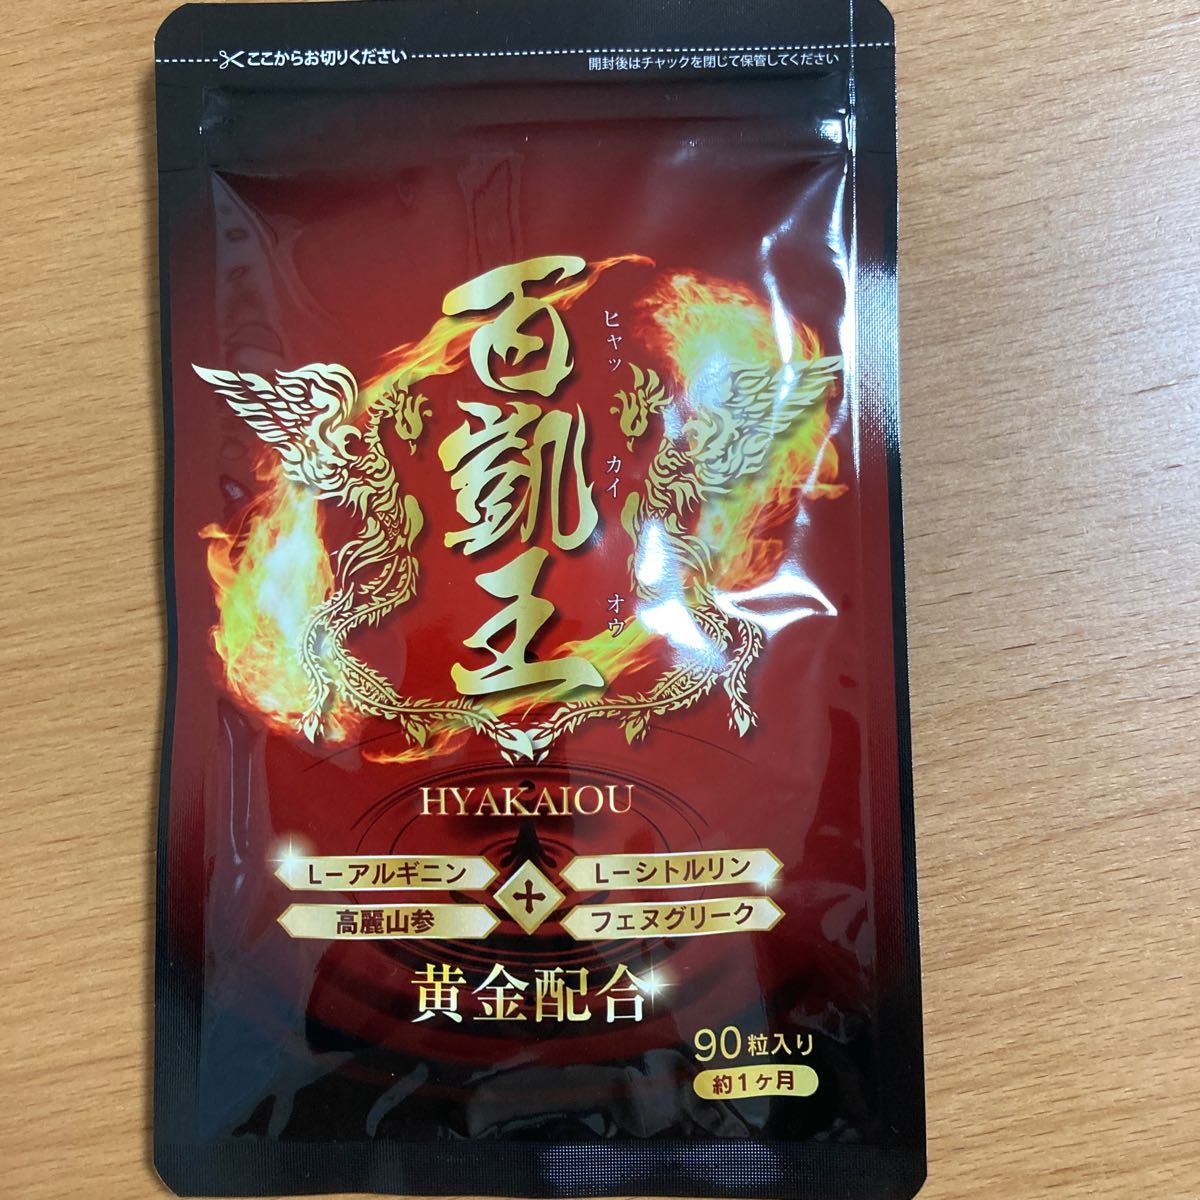 ここからお切りください
開封後はチャックを閉じて保管してください
百凱王
ヒャッ カイ オウ
HYAKAIOU
L-アルギニン
L-シトルリン
+
高麗山参
フェヌグリーク
黄金配合
90粒入り
約1ヶ月